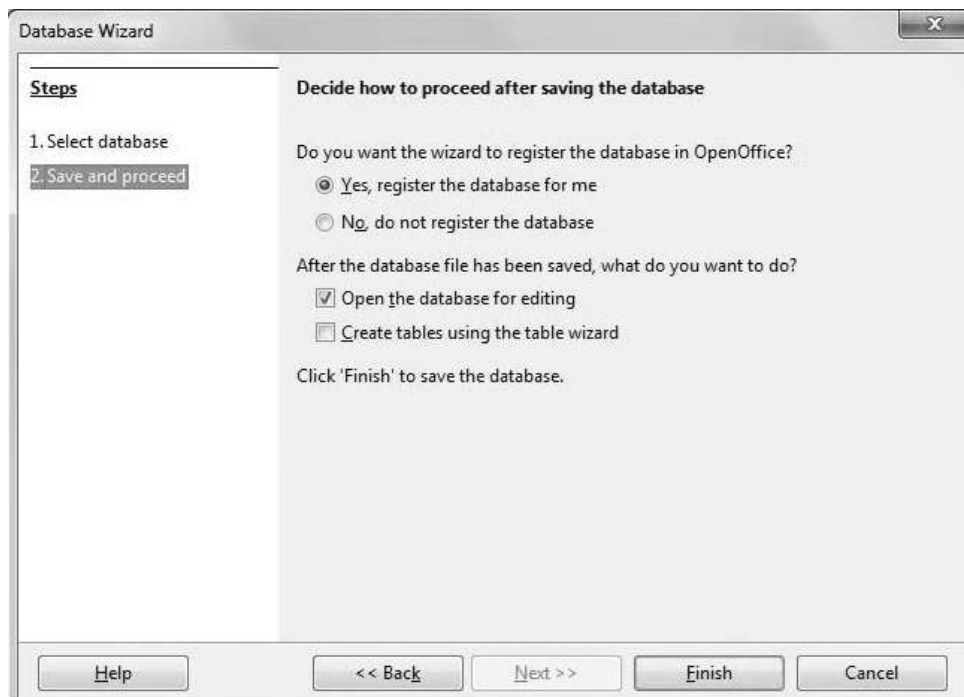 Database Wizard
Steps
1. Select database
2. Save and proceed
Decide how to proceed after saving the database
Do you want the wizard to register the database in OpenOffice?
Yes, register the database for me
No, do not register the database
After the database file has been saved, what do you want to do?
Open the database for editing
Create tables using the table wizard
Click 'Finish' to save the database.
Help
<< Back
Next >>
Finish
Cancel